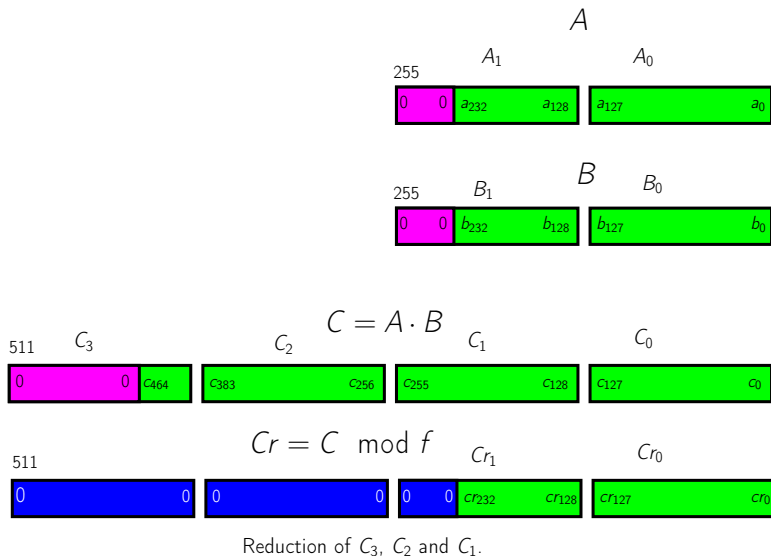 A
A₁ A₀
255
0 0 a₂₃₂ a₁₂₈ a₁₂₇ a₀
B
B₁ B₀
255
0 0 b₂₃₂ b₁₂₈ b₁₂₇ b₀
C = A · B
511 C₃ C₂ C₁ C₀
0 0 c₄₆₄ c₃₈₃ c₂₅₆ c₂₅₅ c₁₂₈ c₁₂₇ c₀
Cr = C mod f
511 Cr₁ Cr₀
0 0 0 0 0 0 cr₂₃₂ cr₁₂₈ cr₁₂₇ cr₀
Reduction of C₃, C₂ and C₁.